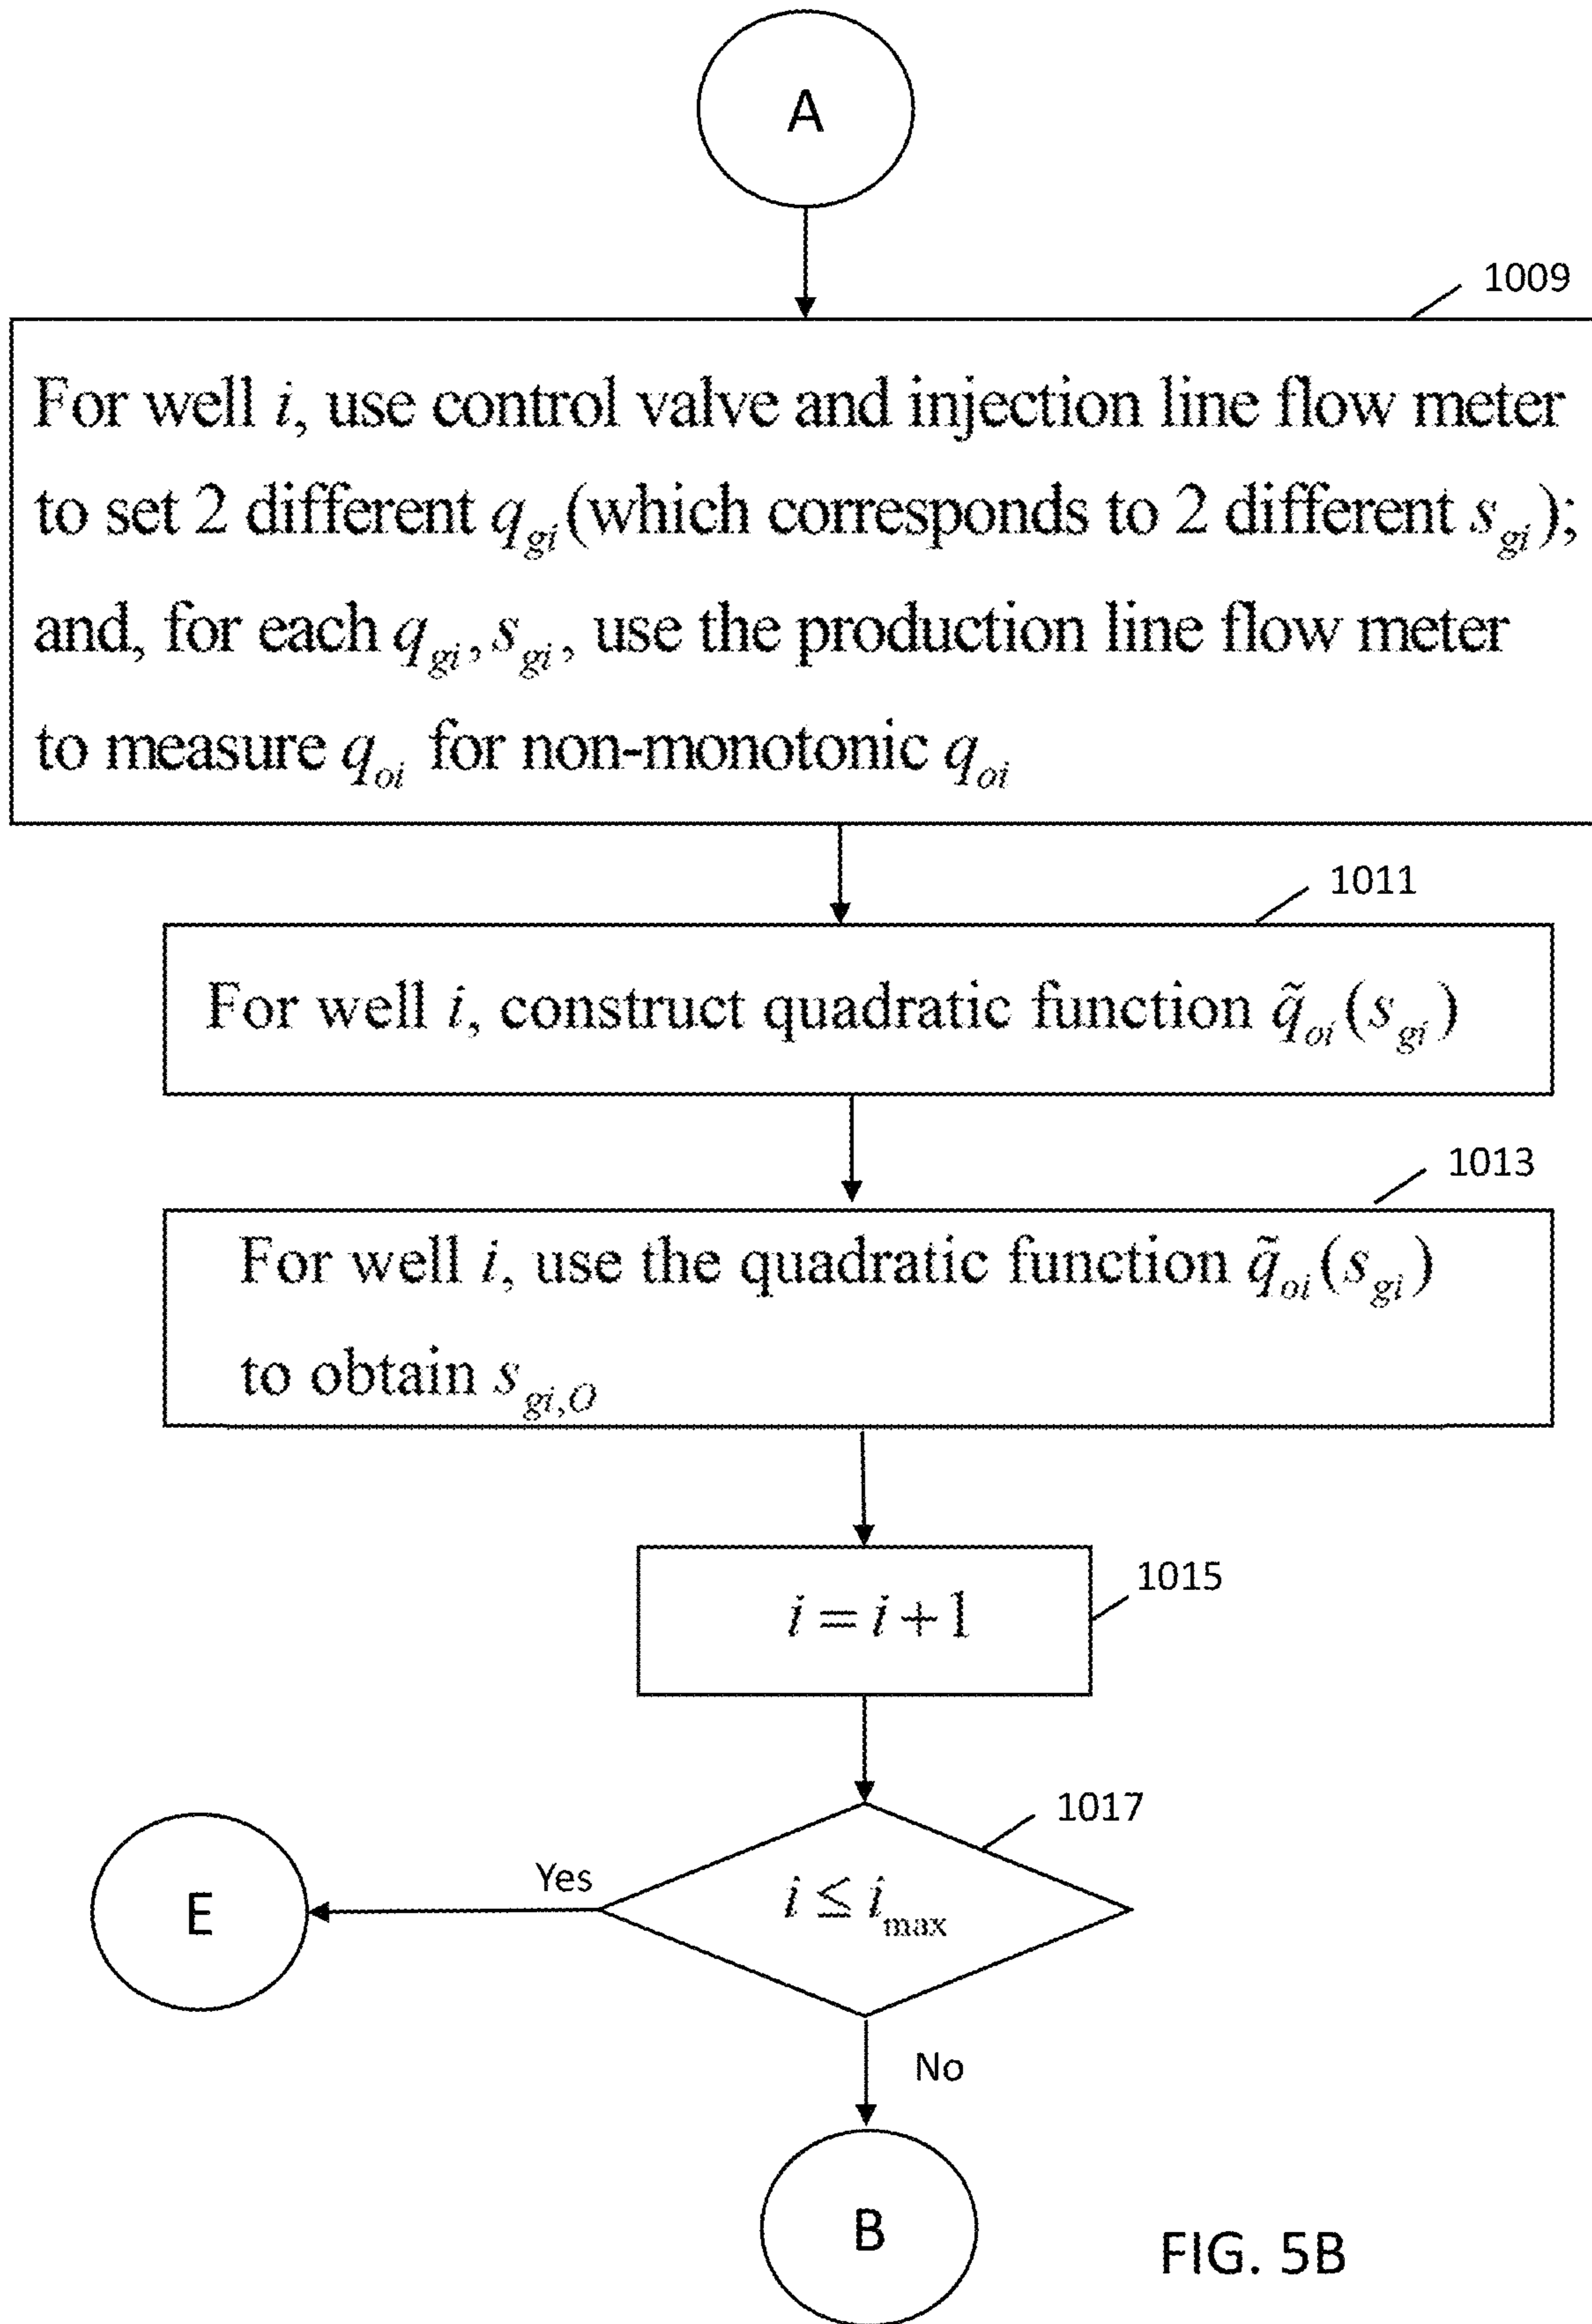 A
1009
For well i, use control valve and injection line flow meter
to set 2 different q_gi (which corresponds to 2 different s_gi);
and, for each q_gi, s_gi, use the production line flow meter
to measure q_oi for non-monotonic q_oi
1011
For well i, construct quadratic function q̃_oi(s_gi)
1013
For well i, use the quadratic function q̃_oi(s_gi)
to obtain s_gi,O
1015
i = i + 1
1017
i ≤ i_max
Yes
E
No
B
FIG. 5B